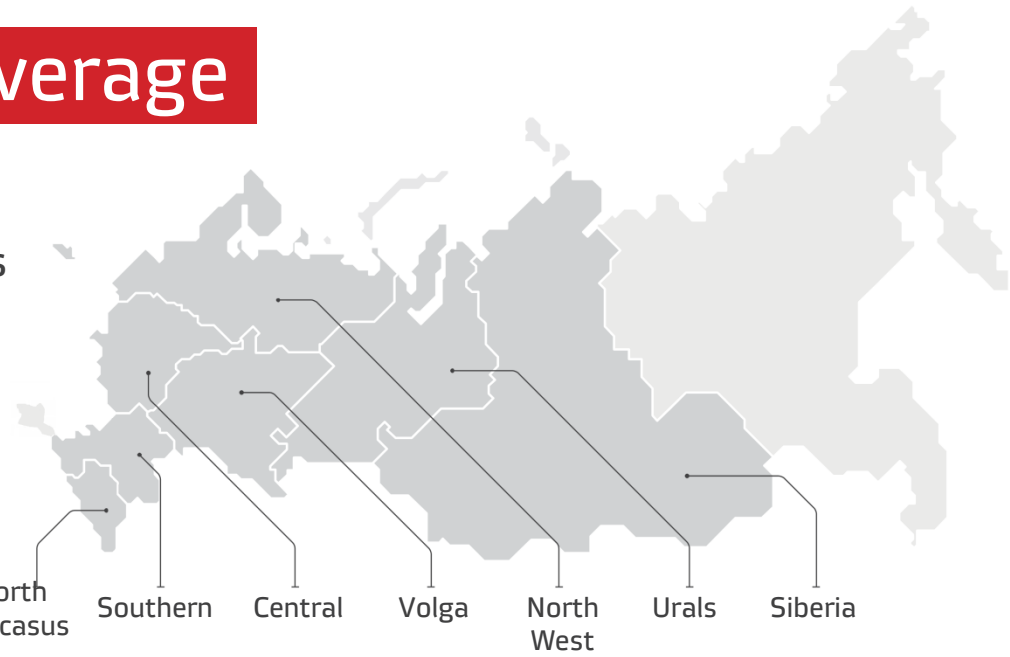 verage
s
orth
casus
Southern
Central
Volga
North
West
Urals
Siberia